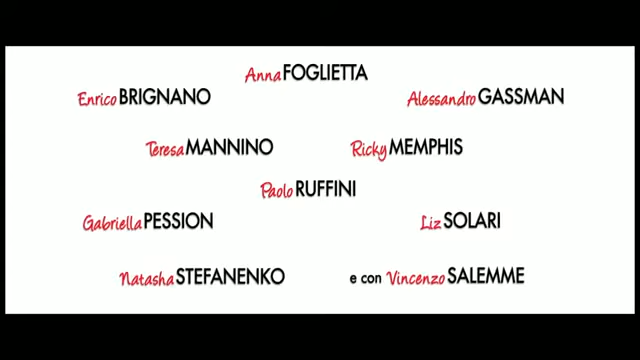 Anna FOGLIETTA
Enrico BRIGNANO
Alessandro GASSMAN
Teresa MANNINO
Ricky MEMPHIS
Paolo RUFFINI
Gabriella PESSION
Liz SOLARI
Natasha STEFANENKO
e con Vincenzo SALEMME